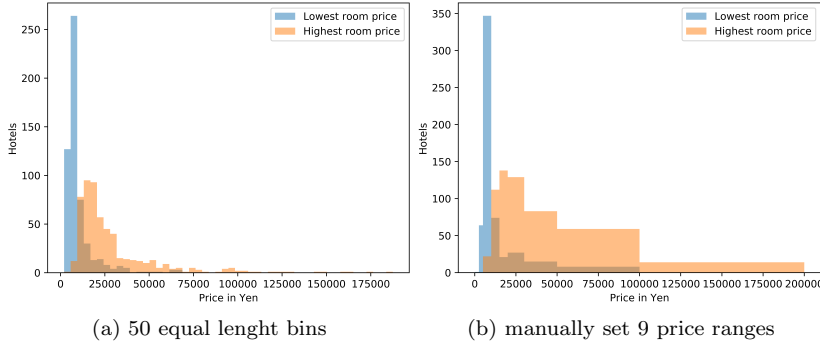 Lowest room price
Highest room price
250
200
150
100
50
0
Hotels
0 25000 50000 75000 100000 125000 150000 175000
Price in Yen
(a) 50 equal lenght bins
Lowest room price
Highest room price
350
300
250
200
150
100
50
0
Hotels
0 25000 50000 75000 100000 125000 150000 175000 200000
Price in Yen
(b) manually set 9 price ranges